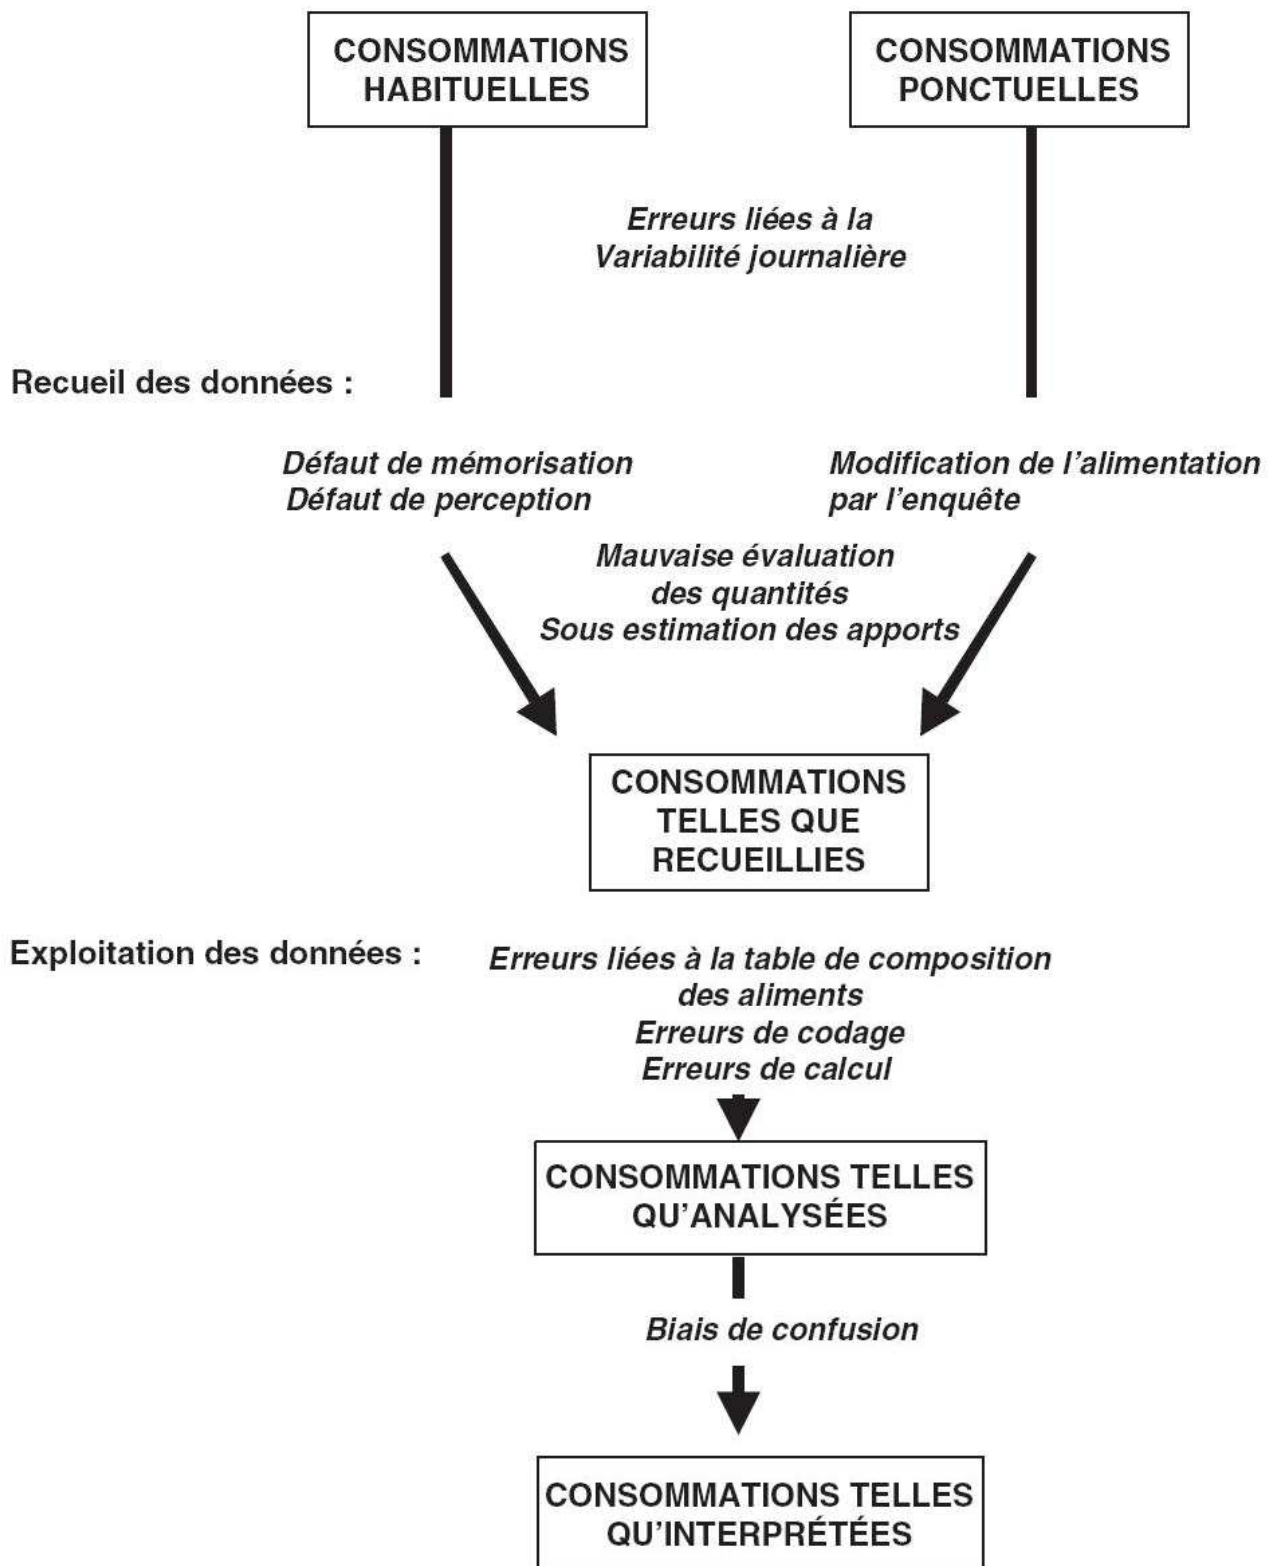 CONSOMMATIONS
HABITUELLES
CONSOMMATIONS
PONCTUELLES
Erreurs liées à la
Variabilité journalière
Recueil des données :
Défaut de mémorisation
Défaut de perception
Modification de l'alimentation
par l'enquête
Mauvaise évaluation
des quantités
Sous estimation des apports
CONSOMMATIONS
TELLES QUE
RECUEILLIES
Exploitation des données :
Erreurs liées à la table de composition
des aliments
Erreurs de codage
Erreurs de calcul
CONSOMMATIONS TELLES
QU'ANALYSÉES
Biais de confusion
CONSOMMATIONS TELLES
QU'INTERPRÉTÉES